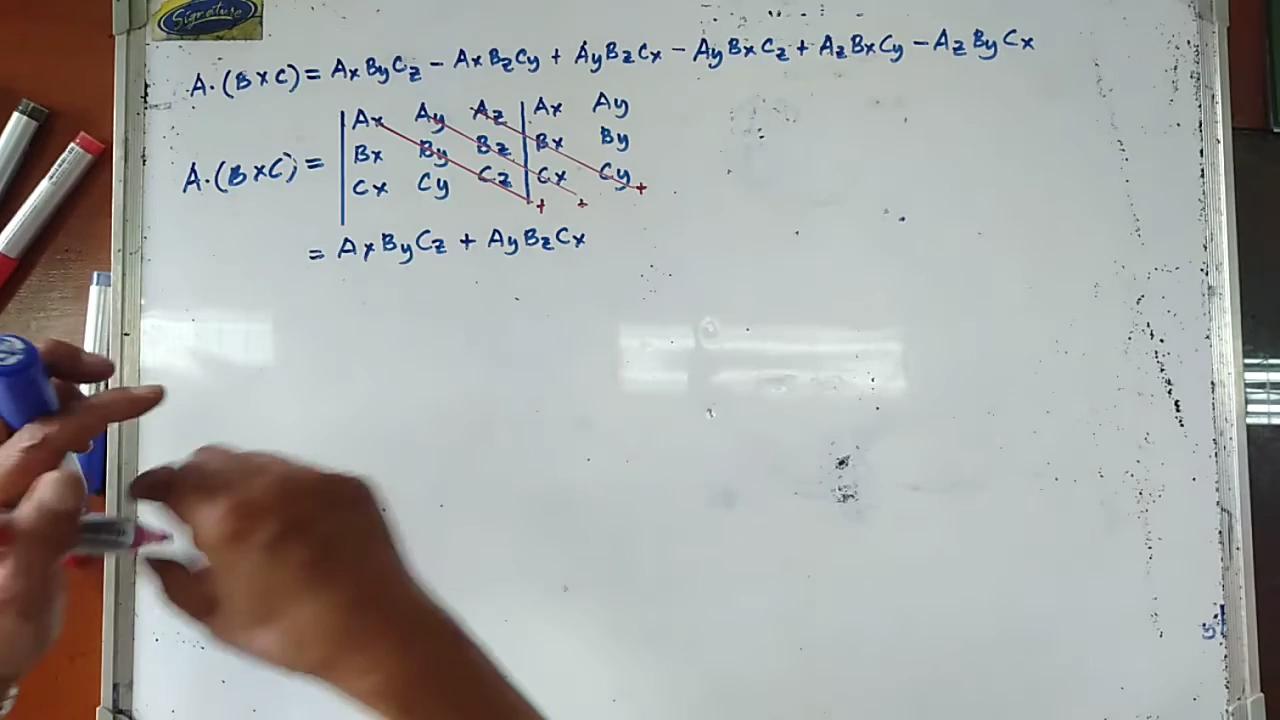 Signature
A·(B×C) = AxByCz − AxBzCy + AyBzCx − AyBxCz + AzBxCy − AzByCx
Ax Ay Az Ax Ay
A·(B×C) = Bx By Bz Bx By
Cx Cy Cz Cx Cy +
+ +
= AxByCz + AyBzCx